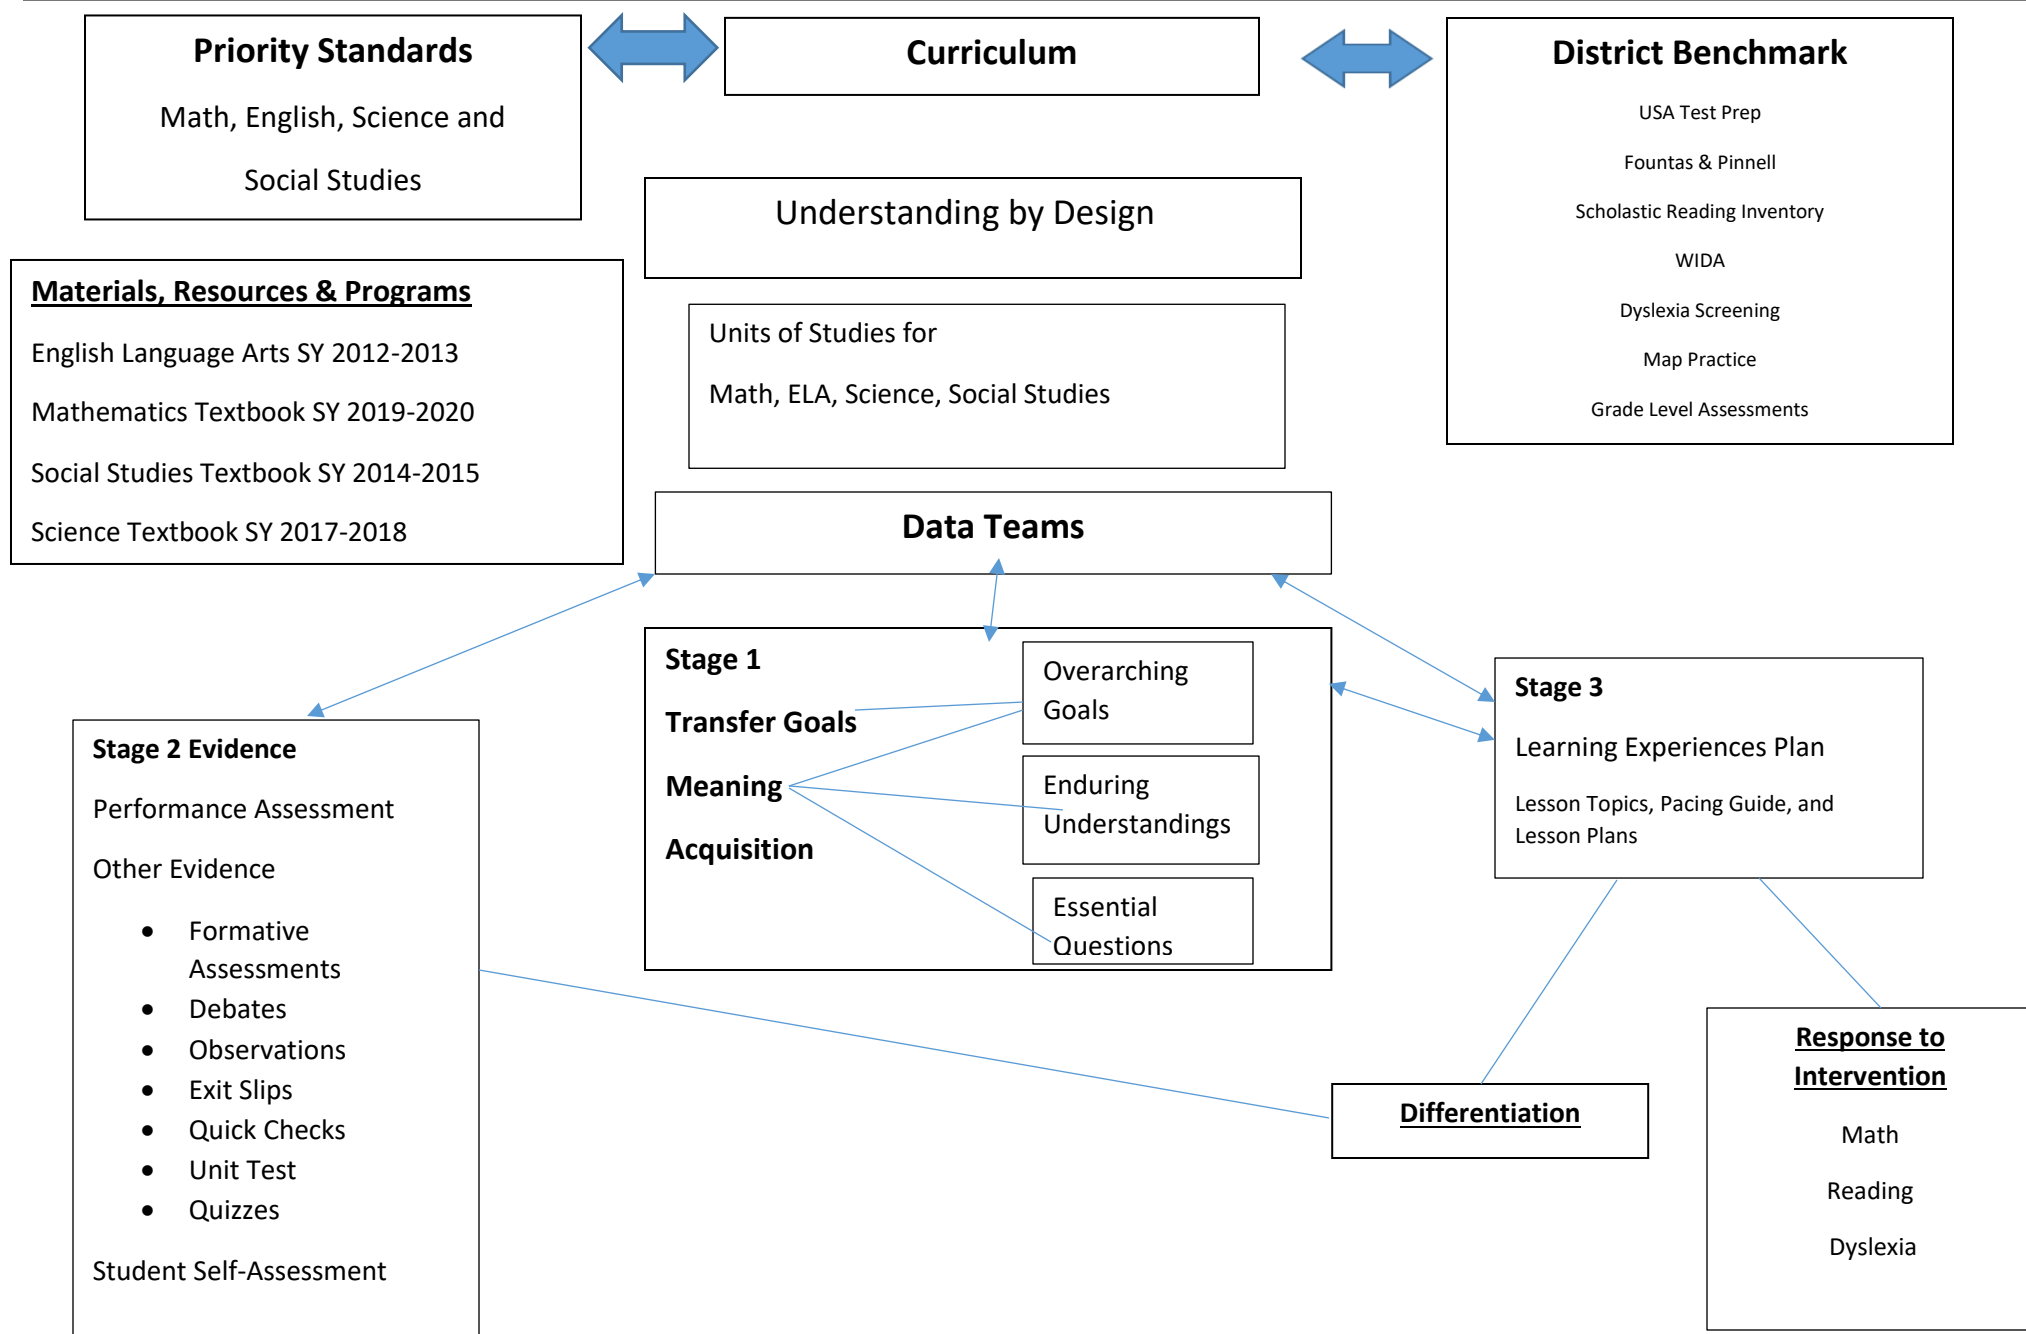 Priority Standards
Math, English, Science and
Social Studies
Curriculum
District Benchmark
USA Test Prep
Fountas & Pinnell
Scholastic Reading Inventory
WIDA
Dyslexia Screening
Map Practice
Grade Level Assessments
Understanding by Design
Materials, Resources & Programs
English Language Arts SY 2012-2013
Mathematics Textbook SY 2019-2020
Social Studies Textbook SY 2014-2015
Science Textbook SY 2017-2018
Units of Studies for
Math, ELA, Science, Social Studies
Data Teams
Stage 1
Transfer Goals
Meaning
Acquisition
Overarching
Goals
Enduring
Understandings
Essential
Questions
Stage 3
Learning Experiences Plan
Lesson Topics, Pacing Guide, and
Lesson Plans
Stage 2 Evidence
Performance Assessment
Other Evidence
• Formative
Assessments
• Debates
• Observations
• Exit Slips
• Quick Checks
• Unit Test
• Quizzes
Student Self-Assessment
Differentiation
Response to
Intervention
Math
Reading
Dyslexia